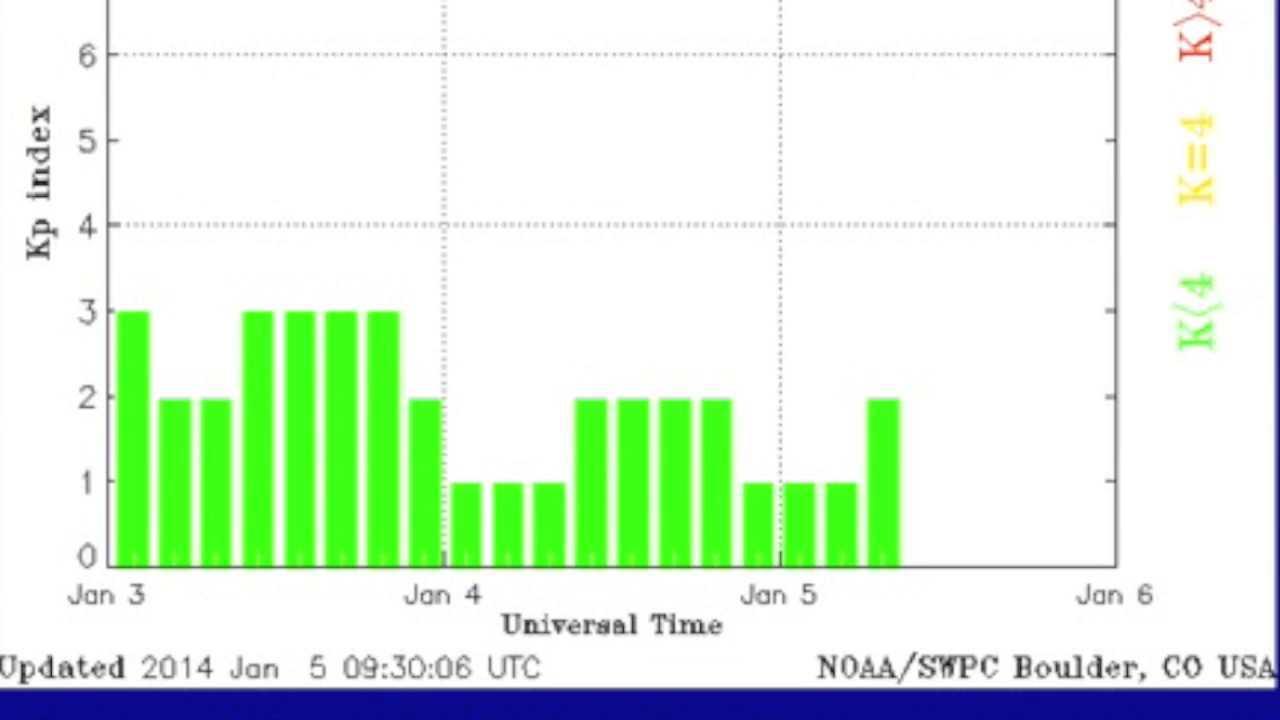 6
5
4
3
2
1
0
Kp index
Jan 3 Jan 4 Jan 5 Jan 6
Universal Time
Updated 2014 Jan 5 09:30:06 UTC NOAA/SWPC Boulder, CO USA
K<4 K=4 K>4